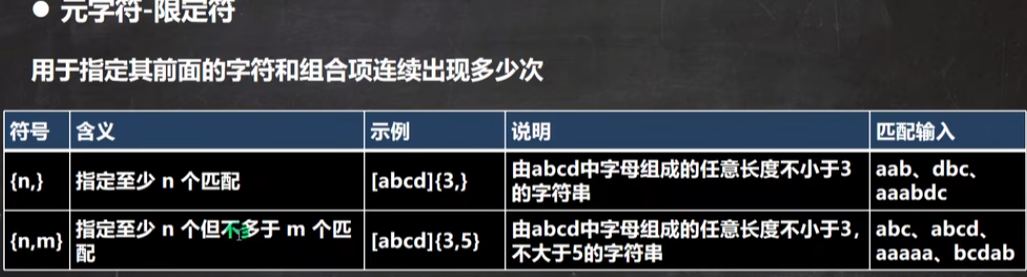 ● 元字符-限定符
用于指定其前面的字符和组合项连续出现多少次
符号 含义 示例 说明 匹配输入
{n,} 指定至少 n 个匹配 [abcd]{3,} 由abcd中字母组成的任意长度不小于3 aab、dbc、
的字符串 aaabdc
{n,m} 指定至少 n 个但不多于 m 个匹 [abcd]{3,5} 由abcd中字母组成的任意长度不小于3, abc、abcd、
配 不大于5的字符串 aaaaa、bcdab